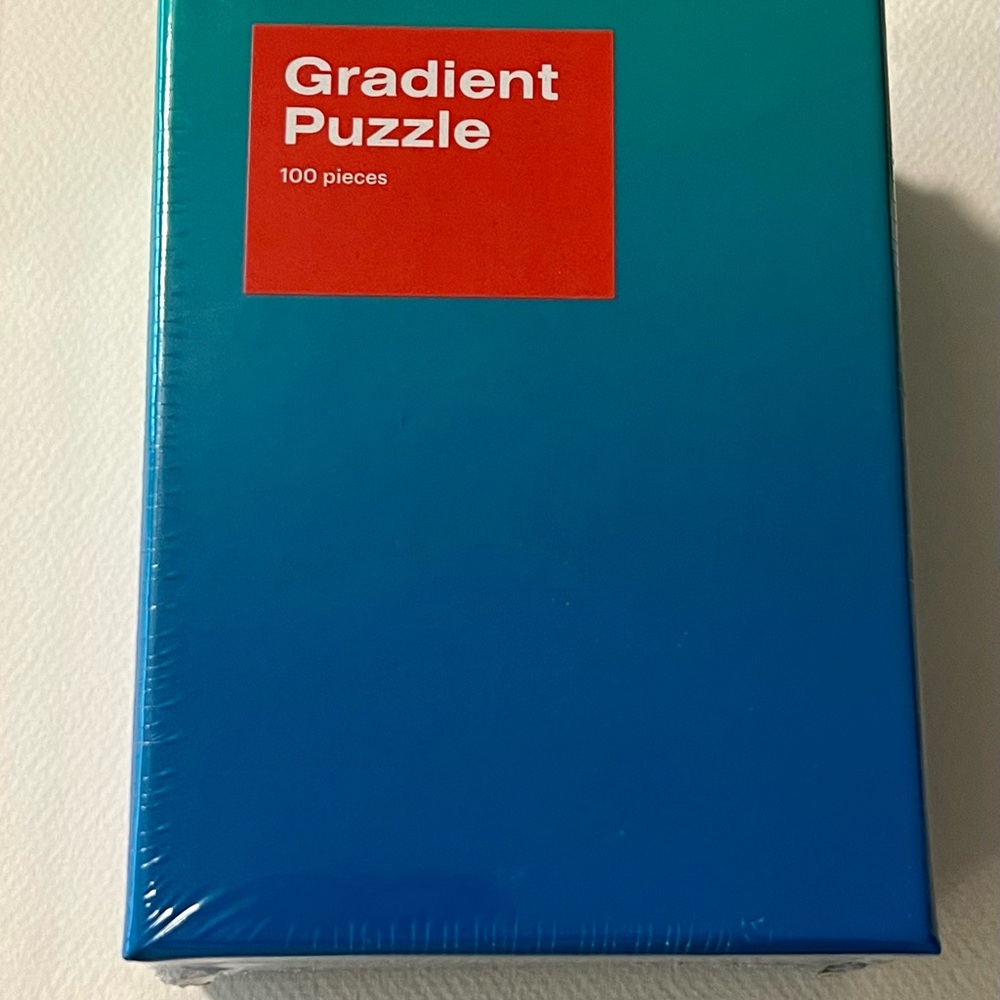 Gradient
Puzzle
100 pieces